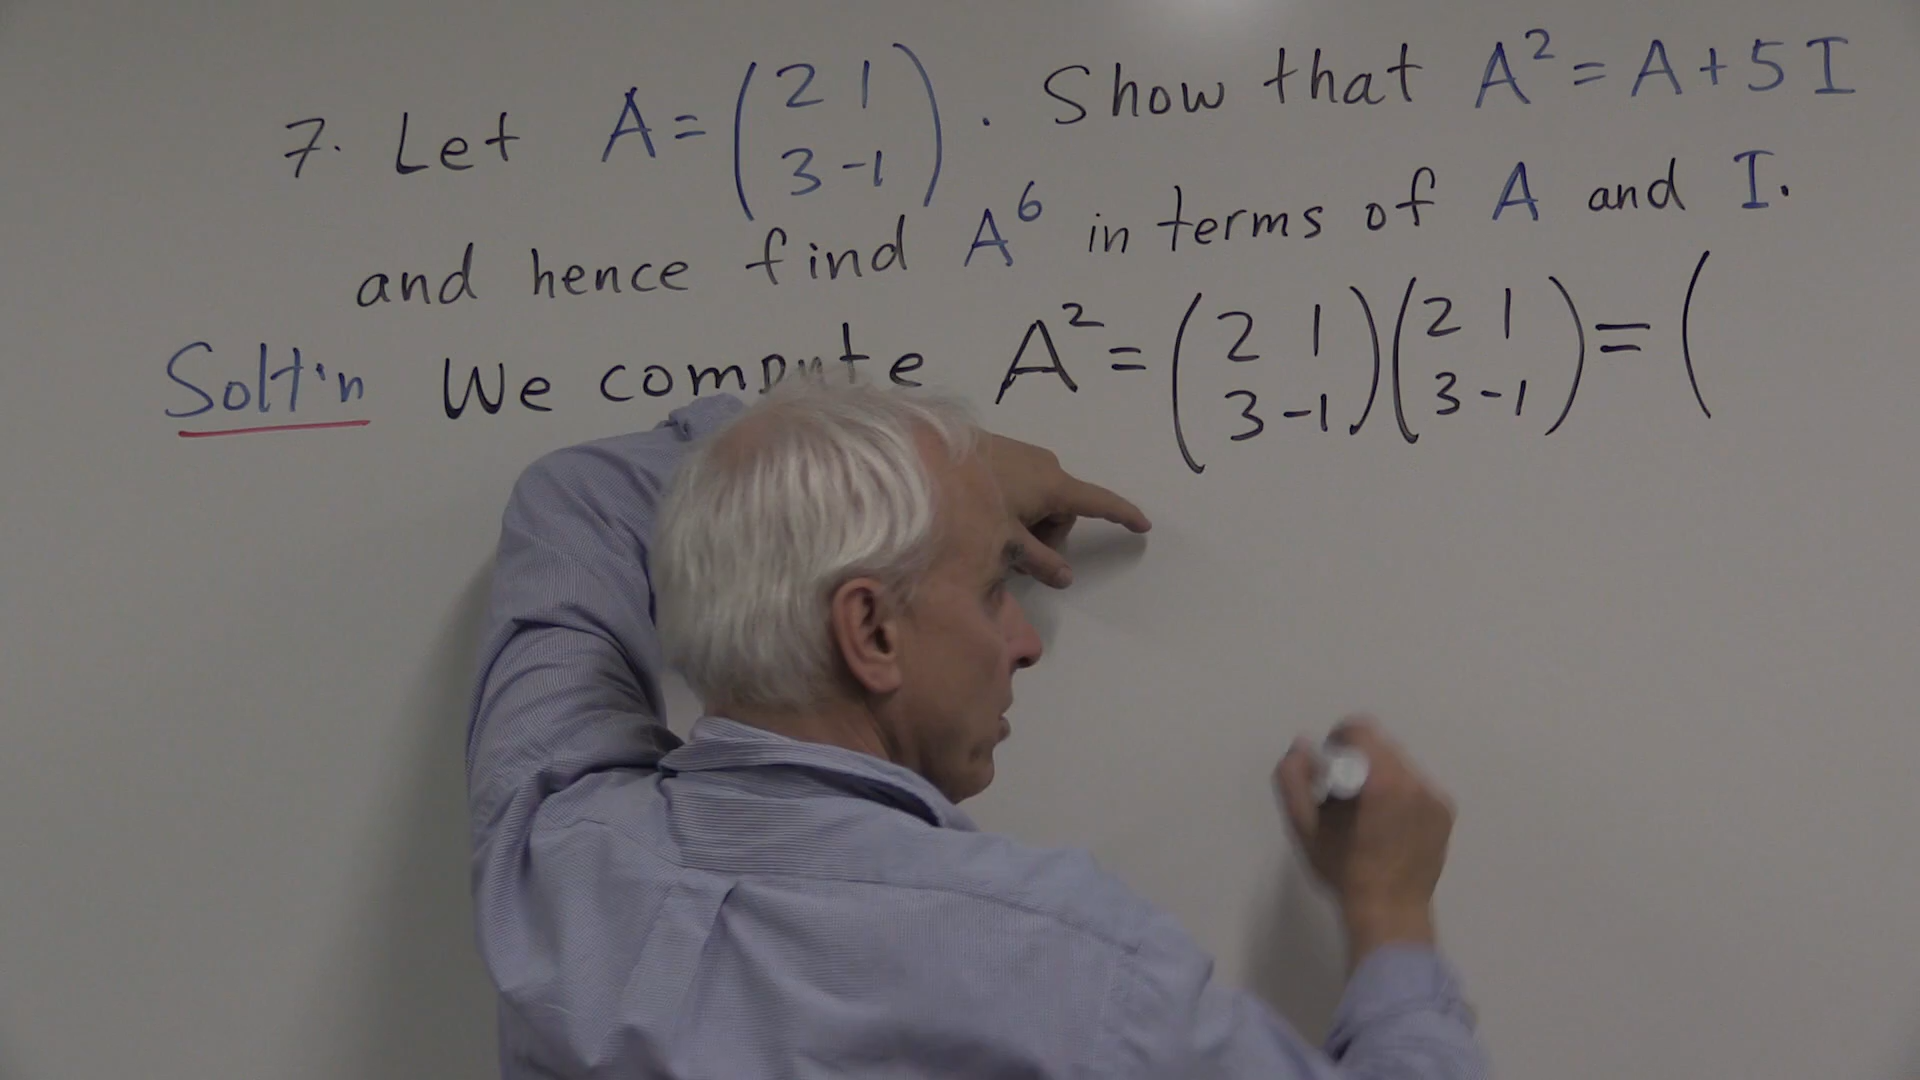 7. Let A = (2 1 3 -1). Show that A² = A + 5 I
and hence find A⁶ in terms of A and I.
Solt'n We compute A² = (2 1 3 -1)(2 1 3 -1) = (